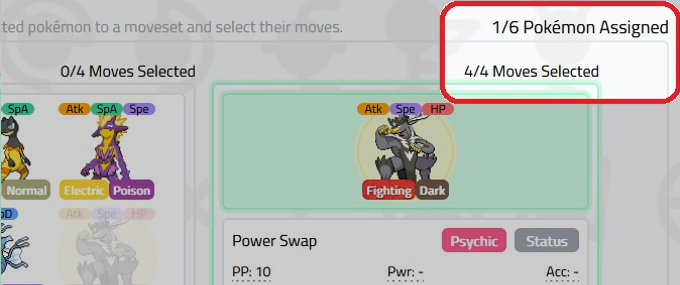 ted pokémon to a moveset and select their moves.
1/6 Pokémon Assigned
0/4 Moves Selected
4/4 Moves Selected
SpA
Atk SpA Spe
Normal
Electric Poison
Atk Spe HP
Atk Spe HP
Fighting Dark
Power Swap Psychic Status
PP: 10 Pwr: - Acc: -